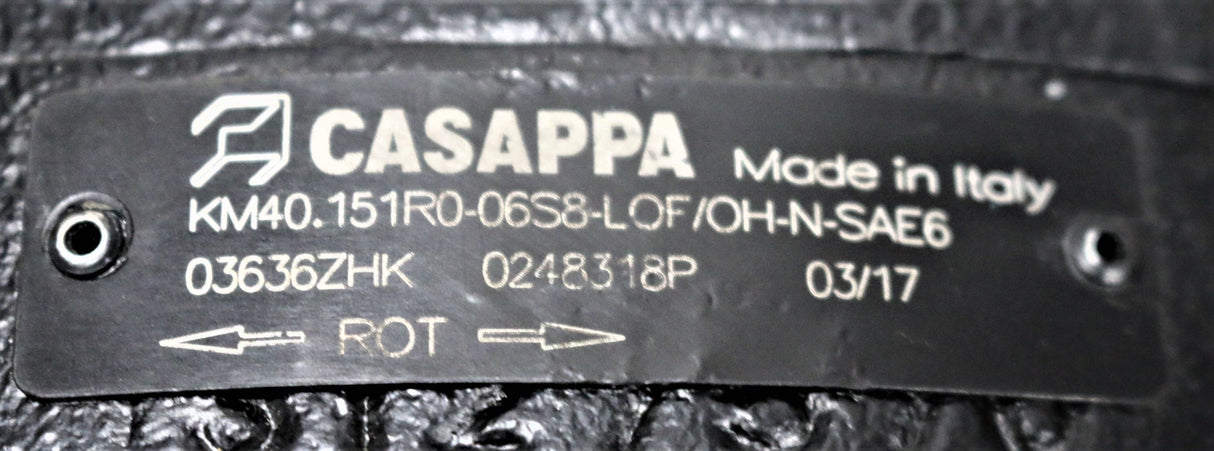 CASAPPA Made in Italy
KM40.151R0-06S8-LOF/OH-N-SAE6
03636ZHK 0248318P 03/17
ROT